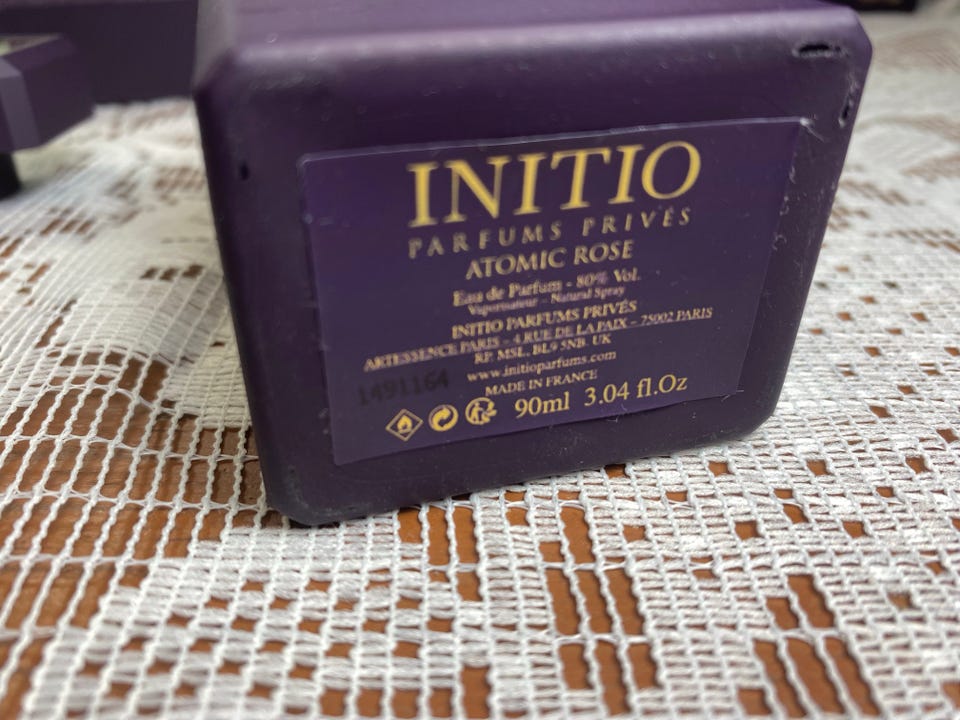 INITIO
PARFUMS PRIVÉS
ATOMIC ROSE
Eau de Parfum - 80% Vol.
Vaporisateur - Natural Spray
INITIO PARFUMS PRIVÉS
ARTESSENCE PARIS - 4 RUE DE LA PAIX - 75002 PARIS
RP. MSL, BL9 5NB. UK
www.initioparfums.com
1491164
MADE IN FRANCE
90ml 3.04 fl.Oz